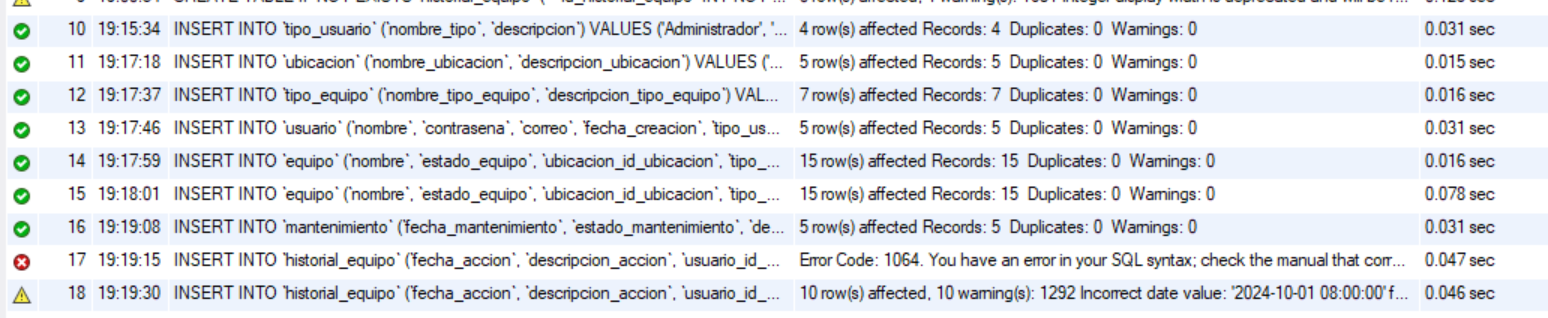 10 19:15:34 INSERT INTO `tipo_usuario` (`nombre_tipo`, `descripcion`) VALUES ('Administrador', '... 4 row(s) affected Records: 4 Duplicates: 0 Warnings: 0 0.031 sec
11 19:17:18 INSERT INTO `ubicacion` (`nombre_ubicacion`, `descripcion_ubicacion`) VALUES ('... 5 row(s) affected Records: 5 Duplicates: 0 Warnings: 0 0.015 sec
12 19:17:37 INSERT INTO `tipo_equipo` (`nombre_tipo_equipo`, `descripcion_tipo_equipo`) VAL... 7 row(s) affected Records: 7 Duplicates: 0 Warnings: 0 0.016 sec
13 19:17:46 INSERT INTO `usuario` (`nombre`, `contrasena`, `correo`, `fecha_creacion`, `tipo_us... 5 row(s) affected Records: 5 Duplicates: 0 Warnings: 0 0.031 sec
14 19:17:59 INSERT INTO `equipo` (`nombre`, `estado_equipo`, `ubicacion_id_ubicacion`, `tipo_... 15 row(s) affected Records: 15 Duplicates: 0 Warnings: 0 0.016 sec
15 19:18:01 INSERT INTO `equipo` (`nombre`, `estado_equipo`, `ubicacion_id_ubicacion`, `tipo_... 15 row(s) affected Records: 15 Duplicates: 0 Warnings: 0 0.078 sec
16 19:19:08 INSERT INTO `mantenimiento` (`fecha_mantenimiento`, `estado_mantenimiento`, `de... 5 row(s) affected Records: 5 Duplicates: 0 Warnings: 0 0.031 sec
17 19:19:15 INSERT INTO `historial_equipo` (`fecha_accion`, `descripcion_accion`, `usuario_id_... Error Code: 1064. You have an error in your SQL syntax; check the manual that corr... 0.047 sec
18 19:19:30 INSERT INTO `historial_equipo` (`fecha_accion`, `descripcion_accion`, `usuario_id_... 10 row(s) affected, 10 warning(s): 1292 Incorrect date value: '2024-10-01 08:00:00' f... 0.046 sec